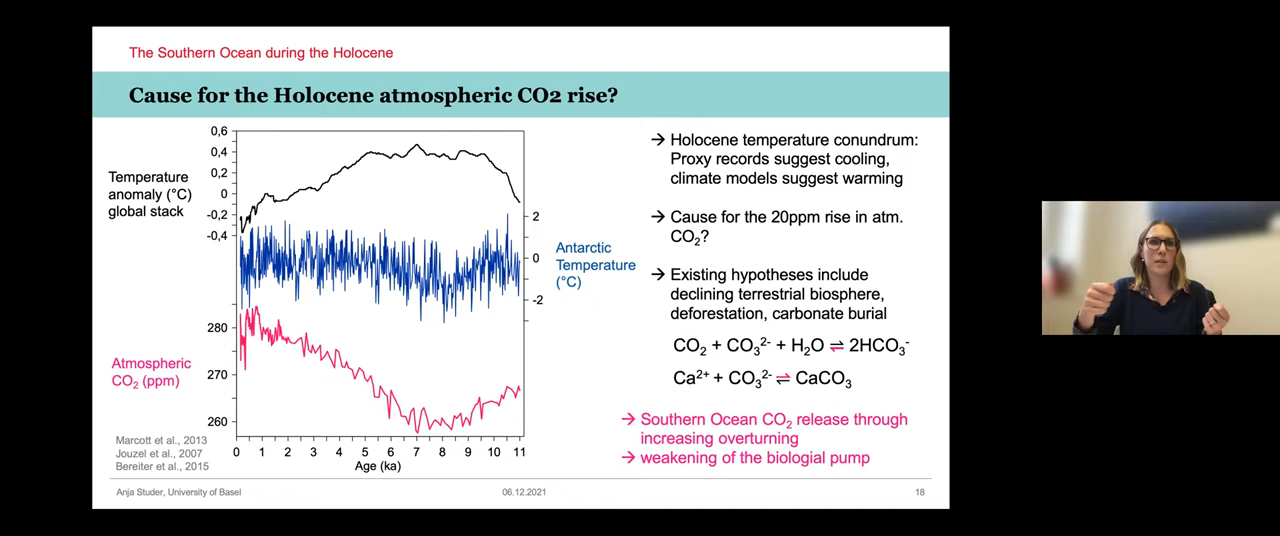 The Southern Ocean during the Holocene
Cause for the Holocene atmospheric CO2 rise?
0,6
0,4
0,2
0
-0,2
-0,4
Temperature
anomaly (°C)
global stack
2
0
-2
Antarctic
Temperature
(°C)
280
270
260
Atmospheric
CO₂ (ppm)
Marcott et al., 2013
Jouzel et al., 2007
Bereiter et al., 2015
0 1 2 3 4 5 6 7 8 9 10 11
Age (ka)
→ Holocene temperature conundrum:
Proxy records suggest cooling,
climate models suggest warming
→ Cause for the 20ppm rise in atm.
CO₂?
→ Existing hypotheses include
declining terrestrial biosphere,
deforestation, carbonate burial
CO₂ + CO₃²⁻ + H₂O ⇌ 2HCO₃⁻
Ca²⁺ + CO₃²⁻ ⇌ CaCO₃
→ Southern Ocean CO₂ release through
increasing overturning
→ weakening of the biologial pump
Anja Studer, University of Basel
06.12.2021
18